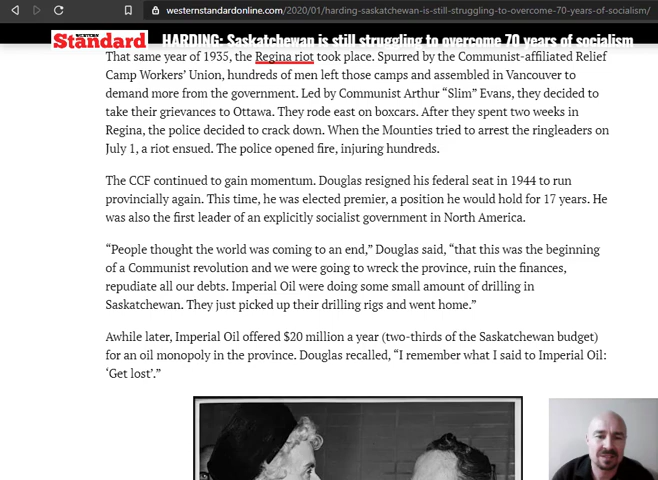 westernstandardonline.com/2020/01/harding-saskatchewan-is-still-struggling-to-overcome-70-years-of-socialism/
WESTERN
Standard
HARDING: Saskatchewan is still struggling to overcome 70 years of socialism
That same year of 1935, the Regina riot took place. Spurred by the Communist-affiliated Relief
Camp Workers’ Union, hundreds of men left those camps and assembled in Vancouver to
demand more from the government. Led by Communist Arthur “Slim” Evans, they decided to
take their grievances to Ottawa. They rode east on boxcars. After they spent two weeks in
Regina, the police decided to crack down. When the Mounties tried to arrest the ringleaders on
July 1, a riot ensued. The police opened fire, injuring hundreds.
The CCF continued to gain momentum. Douglas resigned his federal seat in 1944 to run
provincially again. This time, he was elected premier, a position he would hold for 17 years. He
was also the first leader of an explicitly socialist government in North America.
“People thought the world was coming to an end,” Douglas said, “that this was the beginning
of a Communist revolution and we were going to wreck the province, ruin the finances,
repudiate all our debts. Imperial Oil were doing some small amount of drilling in
Saskatchewan. They just picked up their drilling rigs and went home.”
Awhile later, Imperial Oil offered $20 million a year (two-thirds of the Saskatchewan budget)
for an oil monopoly in the province. Douglas recalled, “I remember what I said to Imperial Oil:
‘Get lost’.”